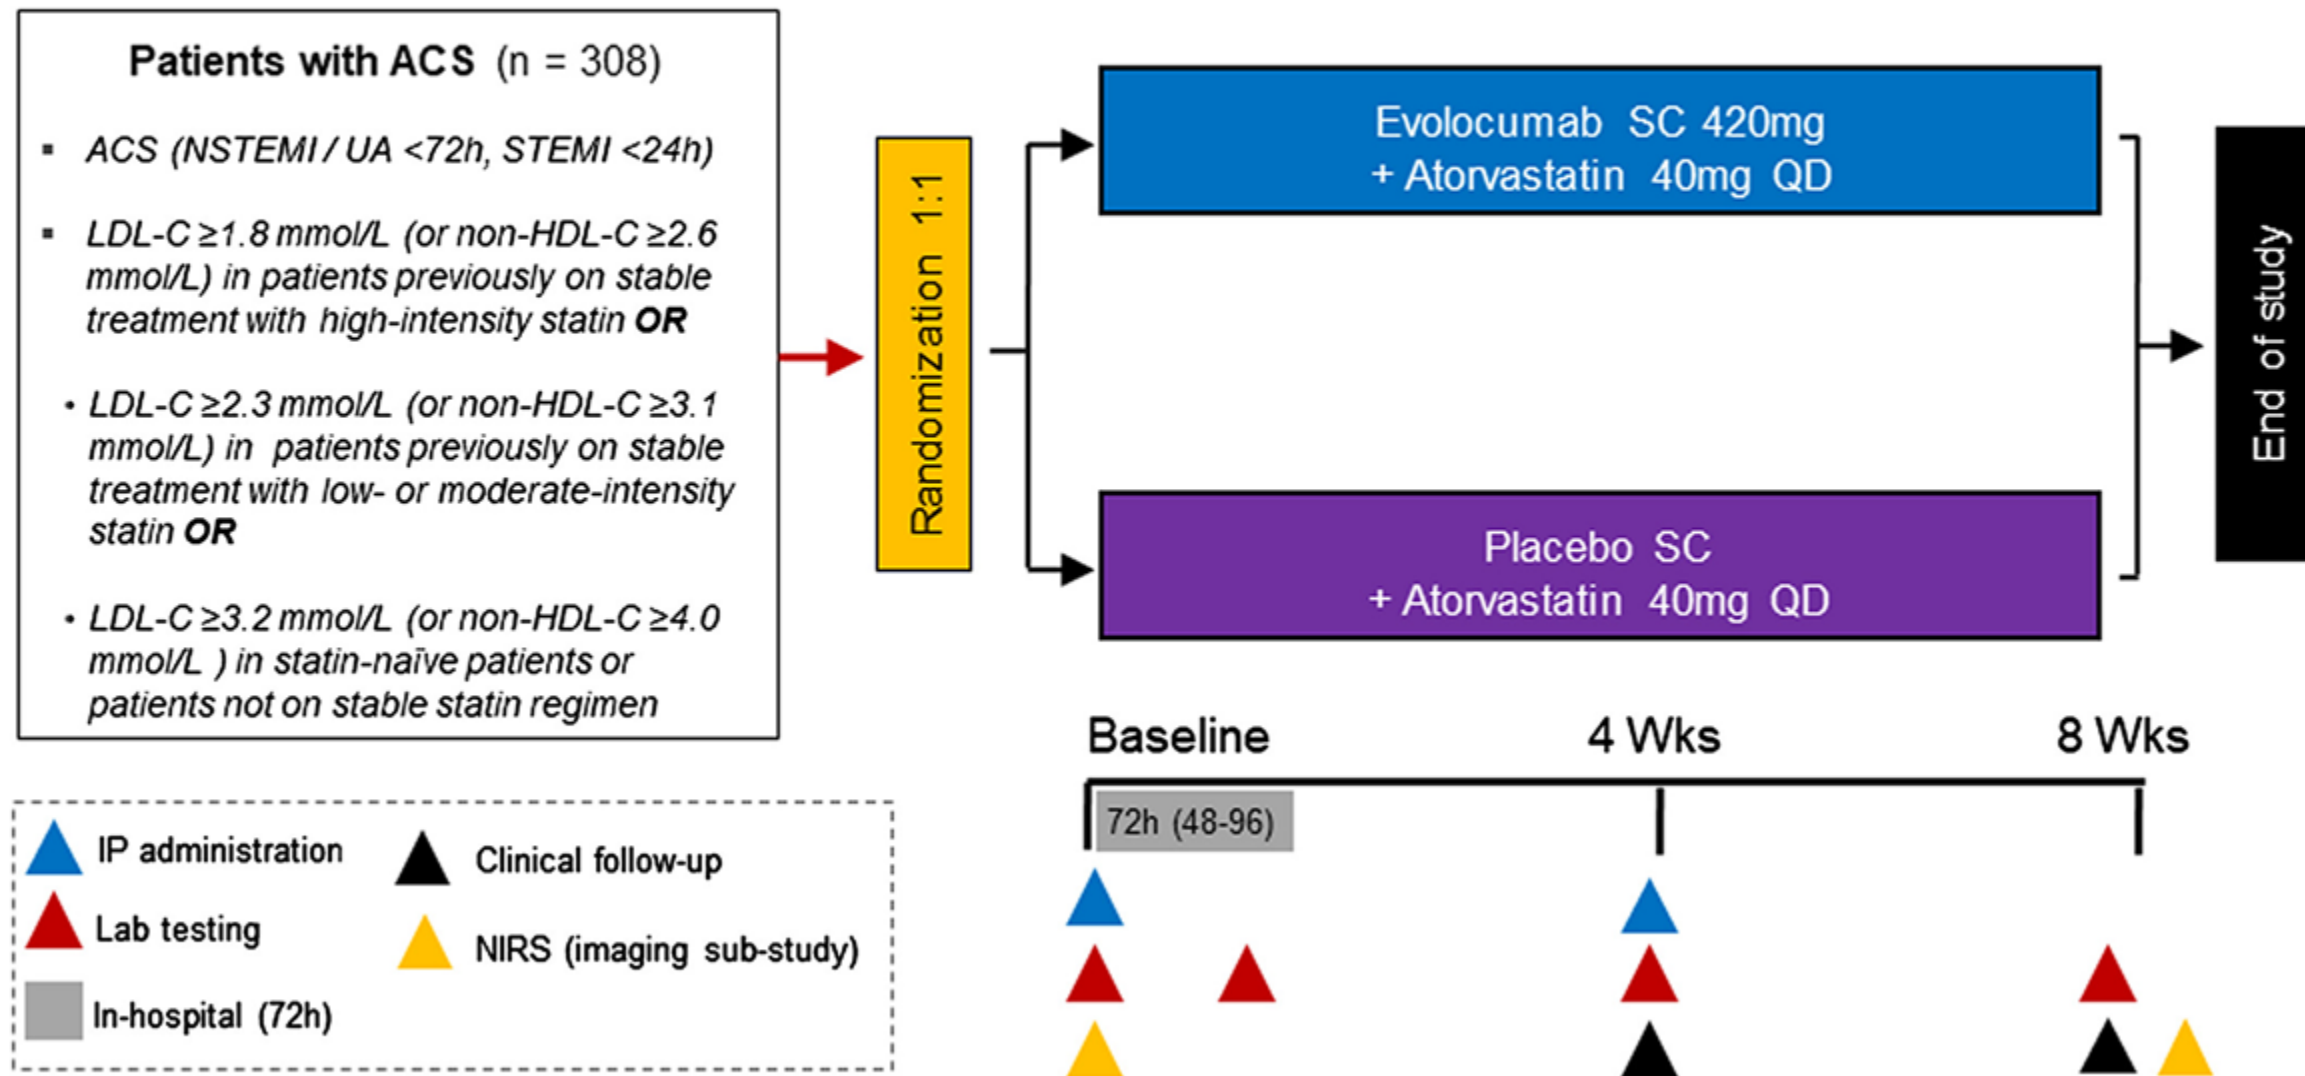 Patients with ACS (n = 308)
▪ ACS (NSTEMI / UA <72h, STEMI <24h)
▪ LDL-C ≥1.8 mmol/L (or non-HDL-C ≥2.6
mmol/L) in patients previously on stable
treatment with high-intensity statin OR
• LDL-C ≥2.3 mmol/L (or non-HDL-C ≥3.1
mmol/L) in patients previously on stable
treatment with low- or moderate-intensity
statin OR
• LDL-C ≥3.2 mmol/L (or non-HDL-C ≥4.0
mmol/L ) in statin-naïve patients or
patients not on stable statin regimen
Randomization 1:1
Evolocumab SC 420mg
+ Atorvastatin 40mg QD
Placebo SC
+ Atorvastatin 40mg QD
End of study
Baseline
4 Wks
8 Wks
72h (48-96)
IP administration
Clinical follow-up
Lab testing
NIRS (imaging sub-study)
In-hospital (72h)